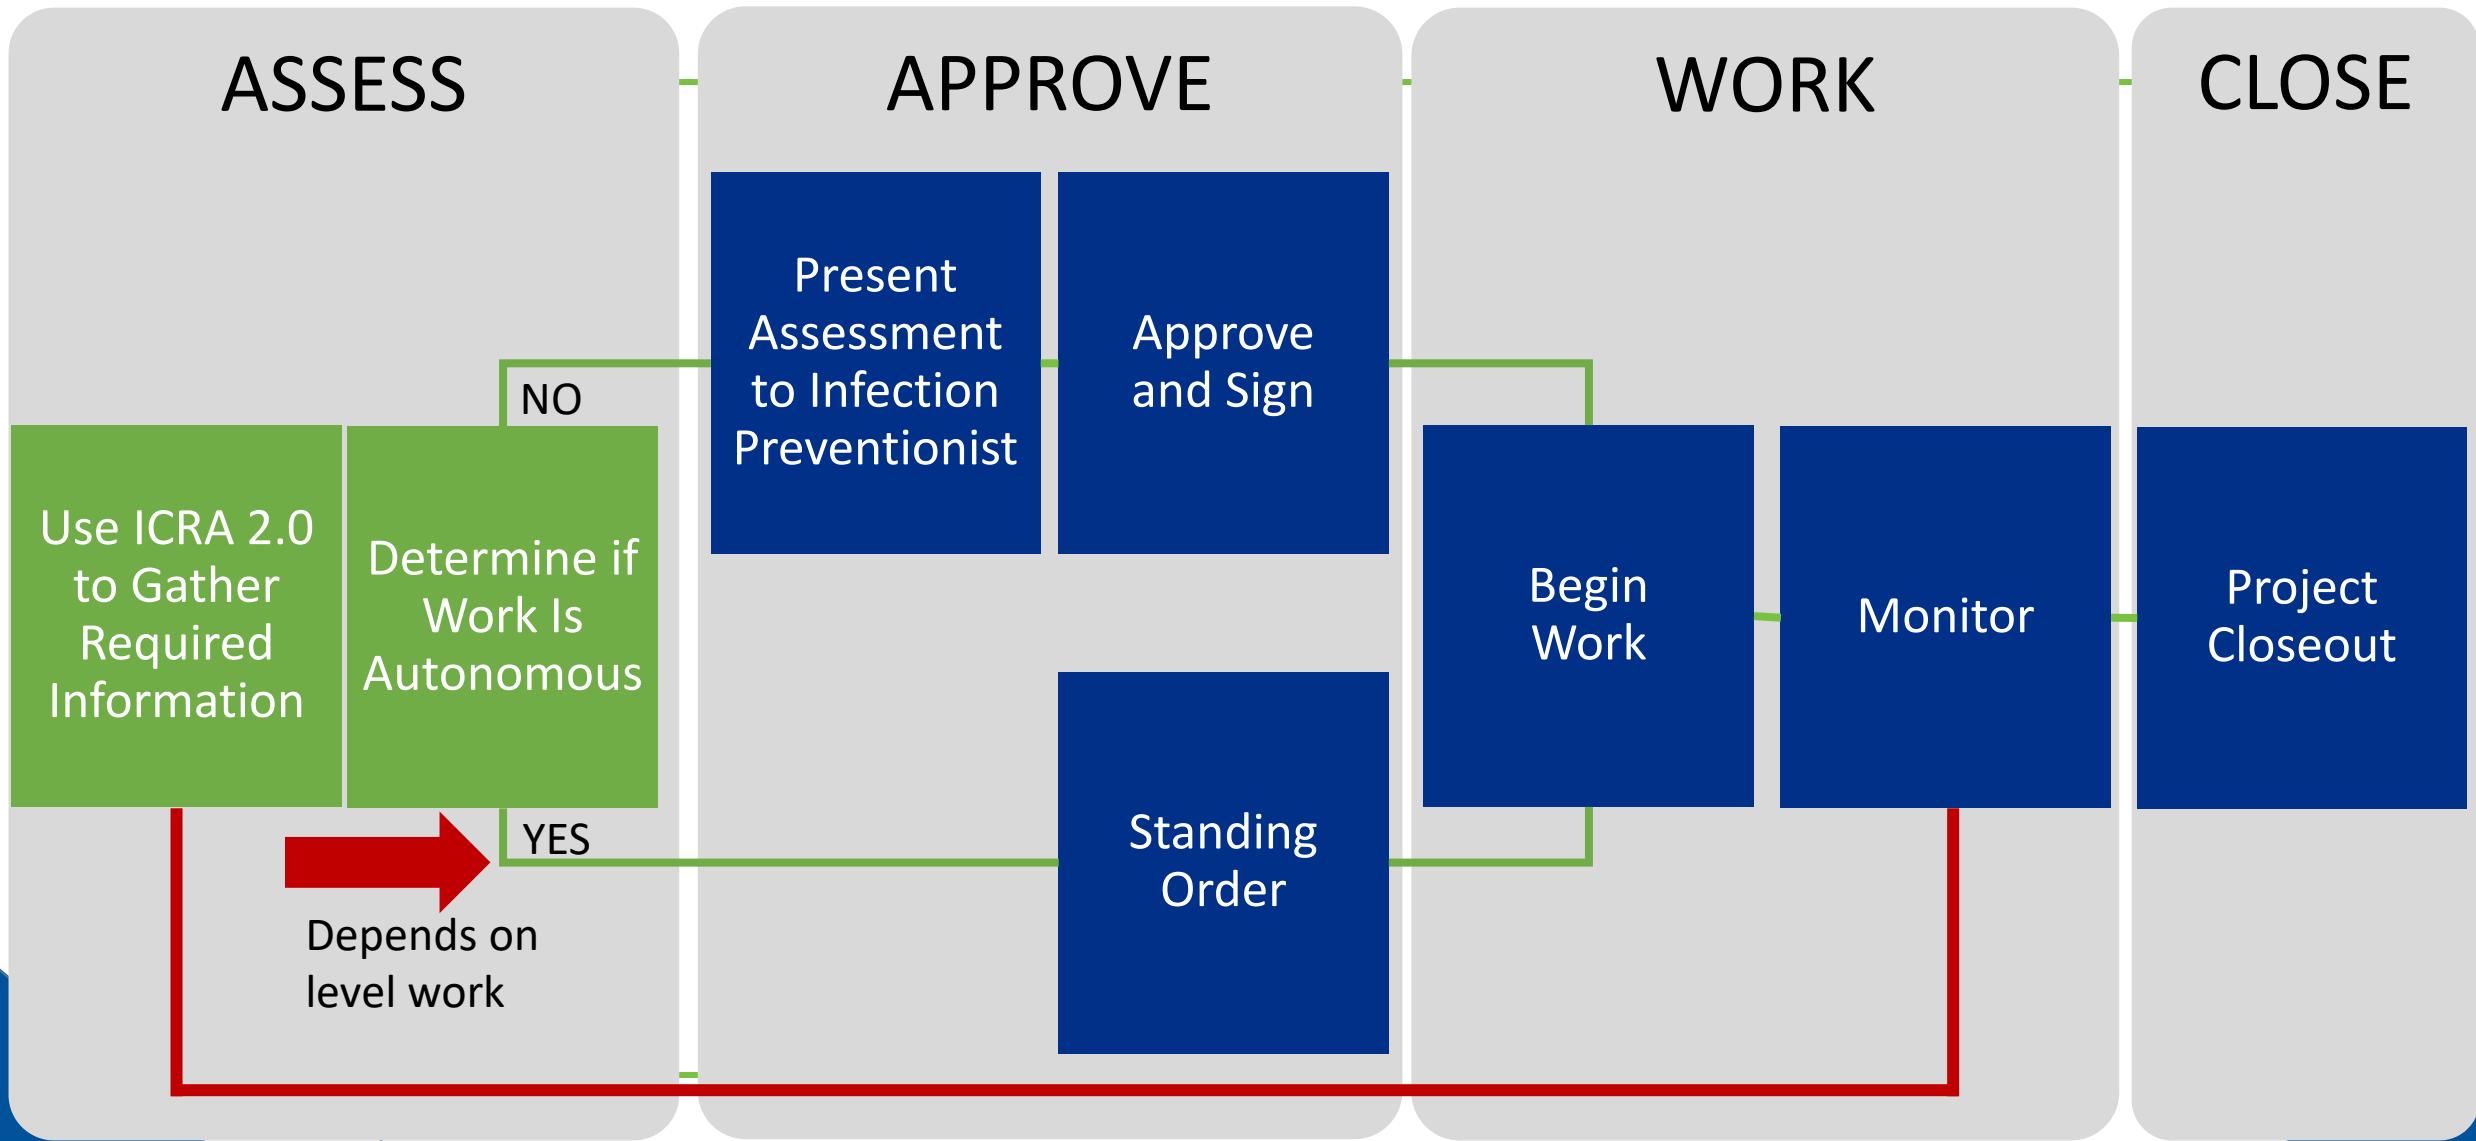 ASSESS
APPROVE
WORK
CLOSE
Use ICRA 2.0
to Gather
Required
Information
Determine if
Work Is
Autonomous
NO
YES
Depends on
level work
Present
Assessment
to Infection
Preventionist
Approve
and Sign
Standing
Order
Begin
Work
Monitor
Project
Closeout